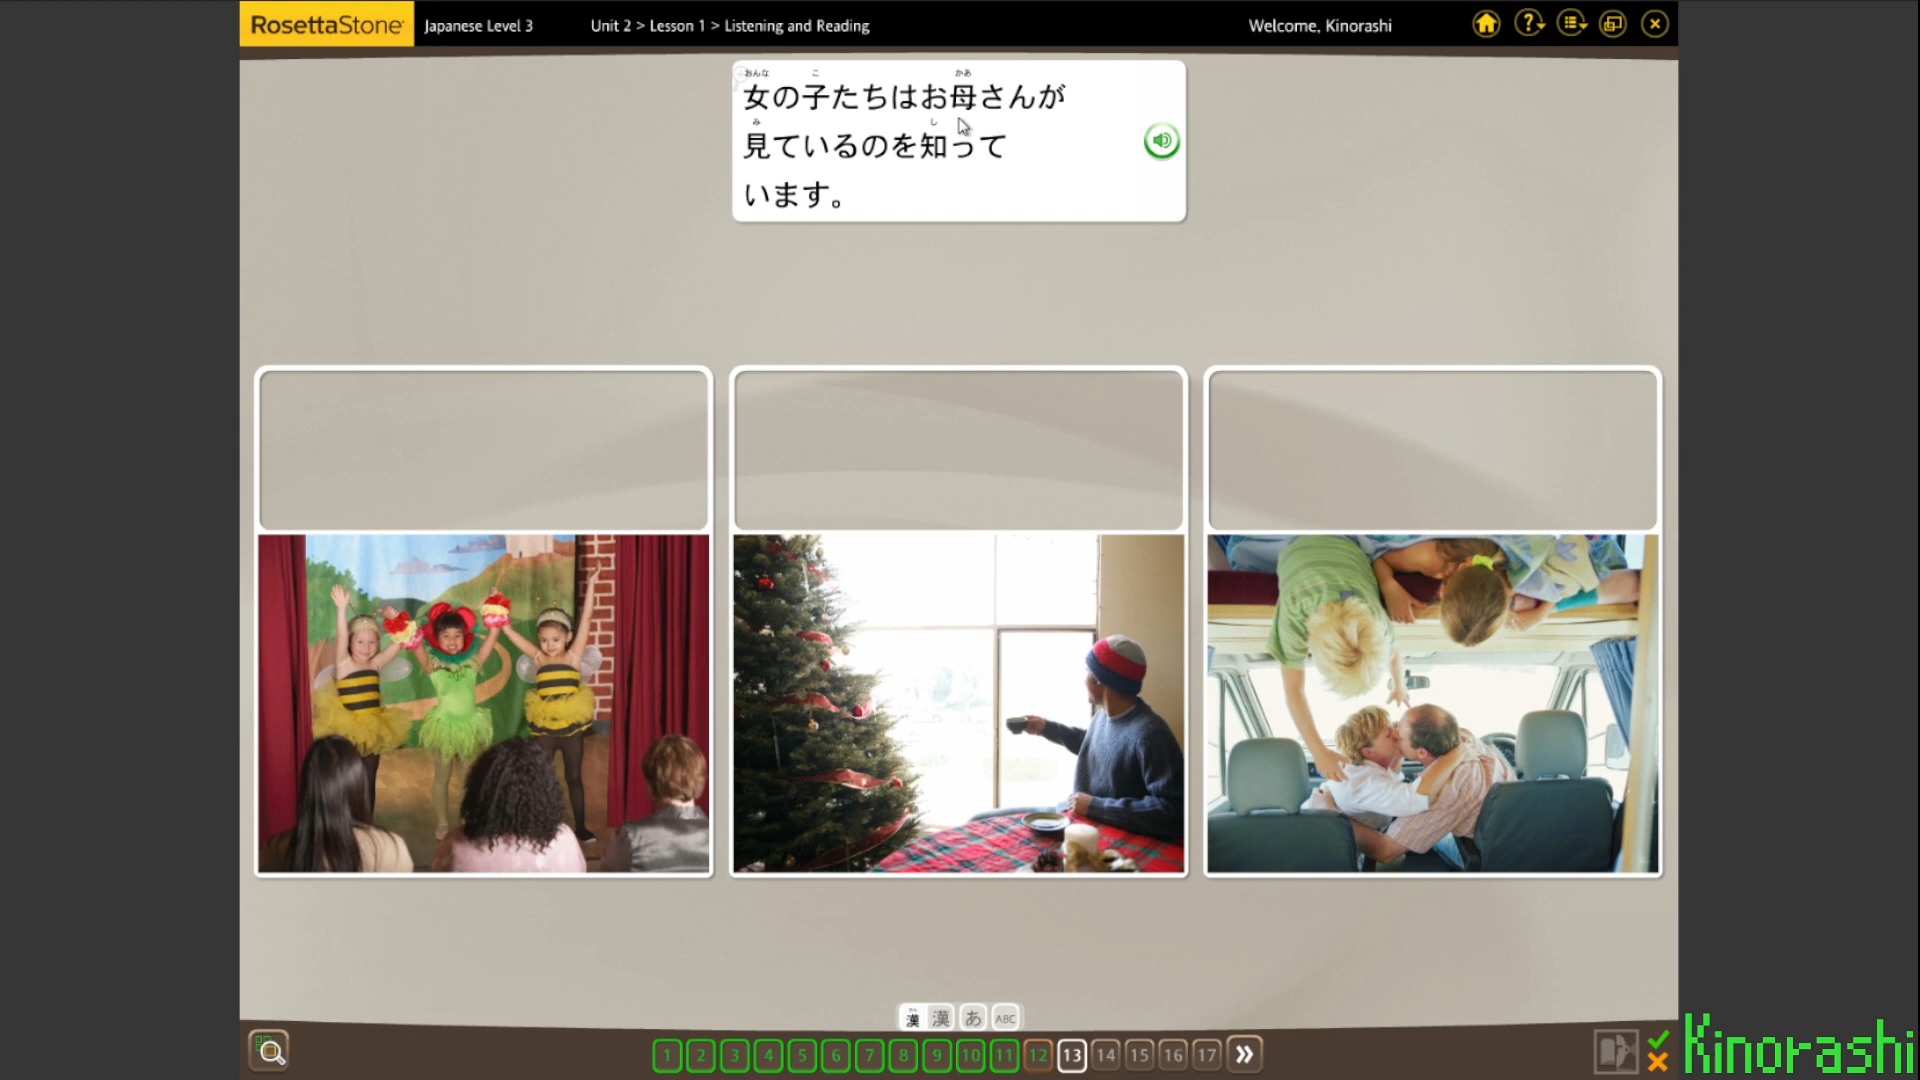 RosettaStone
Japanese Level 3
Unit 2 > Lesson 1 > Listening and Reading
Welcome, Kinorashi
おんな こ かあ
女の子たちはお母さんが
み し
見ているのを知って
います。
漢 漢 あ ABC
1 2 3 4 5 6 7 8 9 10 11 12 13 14 15 16 17
Kinorashi